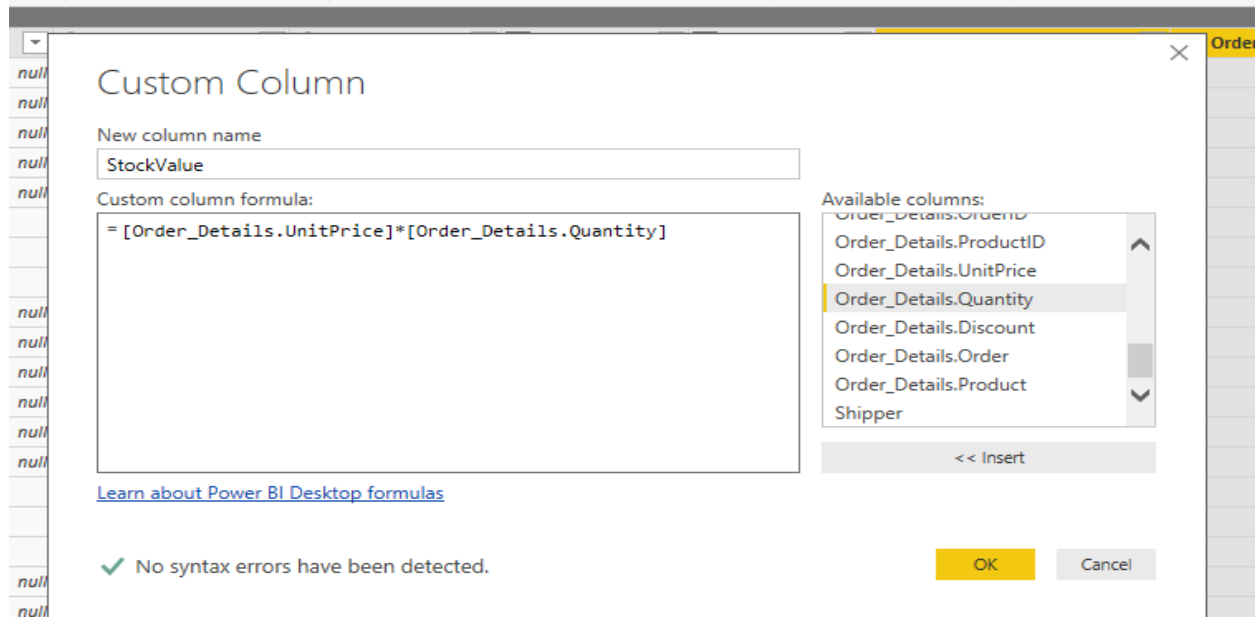 Order
null
null
null
null
null
null
null
null
null
null
null
null
null
Custom Column
New column name
StockValue
Custom column formula:
= [Order_Details.UnitPrice]*[Order_Details.Quantity]
Available columns:
Order_Details.OrderID
Order_Details.ProductID
Order_Details.UnitPrice
Order_Details.Quantity
Order_Details.Discount
Order_Details.Order
Order_Details.Product
Shipper
<< Insert
Learn about Power BI Desktop formulas
No syntax errors have been detected.
OK
Cancel